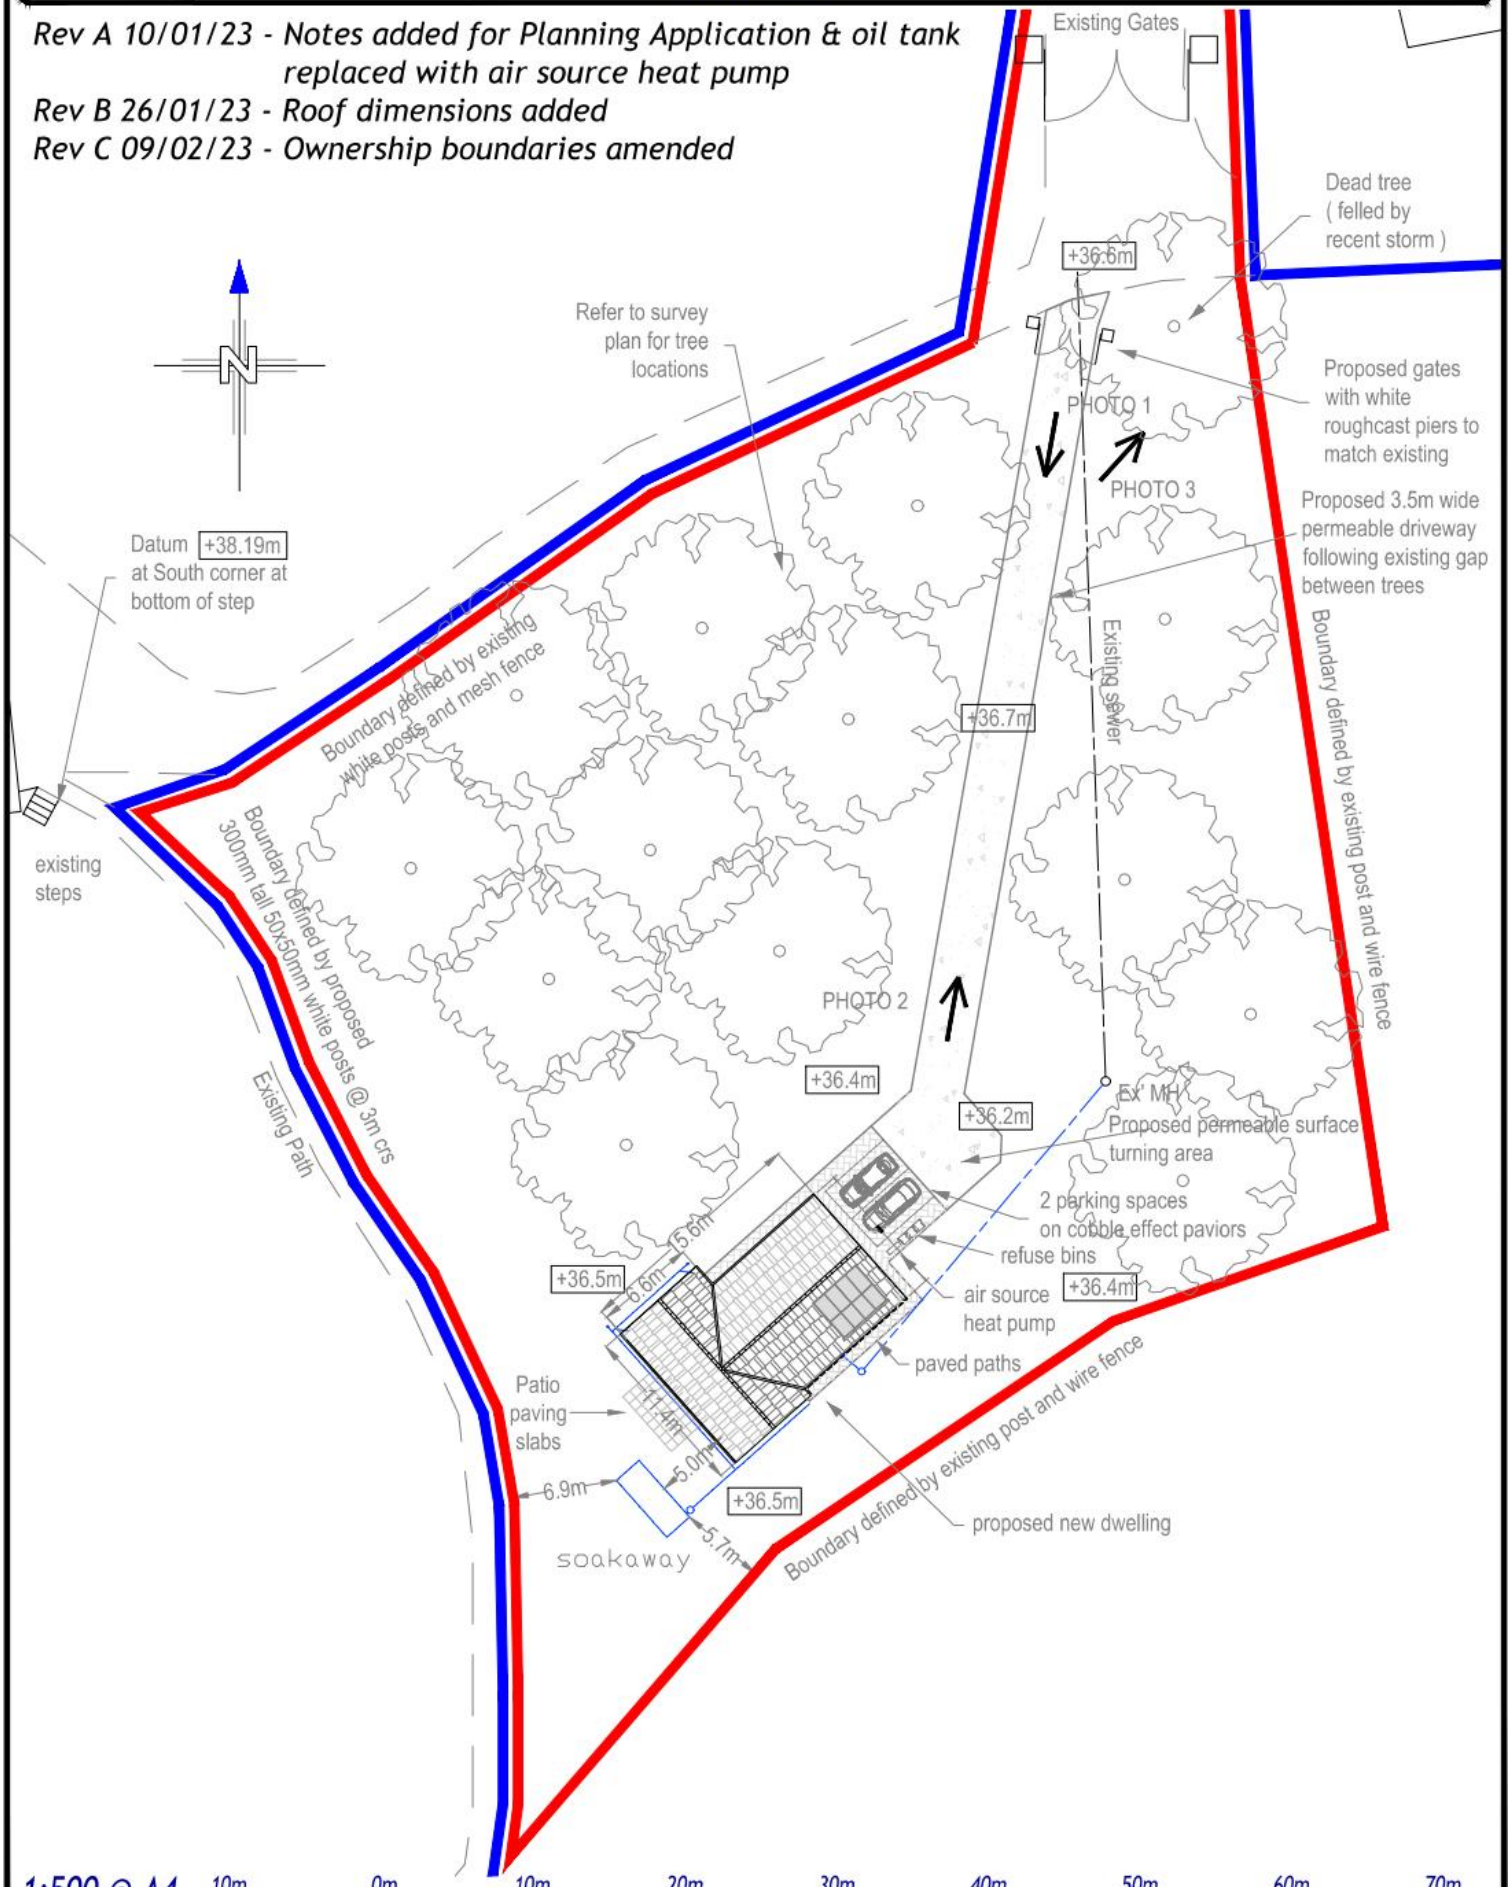 Rev A 10/01/23 - Notes added for Planning Application & oil tank
replaced with air source heat pump
Rev B 26/01/23 - Roof dimensions added
Rev C 09/02/23 - Ownership boundaries amended
Existing Gates
Dead tree
( felled by
recent storm )
+36.6m
N
Refer to survey
plan for tree
locations
Proposed gates
with white
roughcast piers to
match existing
PHOTO 1
PHOTO 3
Proposed 3.5m wide
permeable driveway
following existing gap
between trees
Datum +38.19m
at South corner at
bottom of step
Boundary defined by existing
white posts and mesh fence
Existing sewer
+36.7m
Boundary defined by existing post and wire fence
existing
steps
Boundary defined by proposed
300mm tall 50x50mm white posts @ 3m crs
Existing Path
PHOTO 2
+36.4m
+36.2m
Ex' MH
Proposed permeable surface
turning area
2 parking spaces
on cobble effect paviors
refuse bins
+36.4m
air source
heat pump
paved paths
5.6m
+36.5m
6.6m
Patio
paving
slabs
11.4m
5.0m
6.9m
+36.5m
5.7m
soakaway
proposed new dwelling
Boundary defined by existing post and wire fence
1:500 @ A4 10m 0m 10m 20m 30m 40m 50m 60m 70m